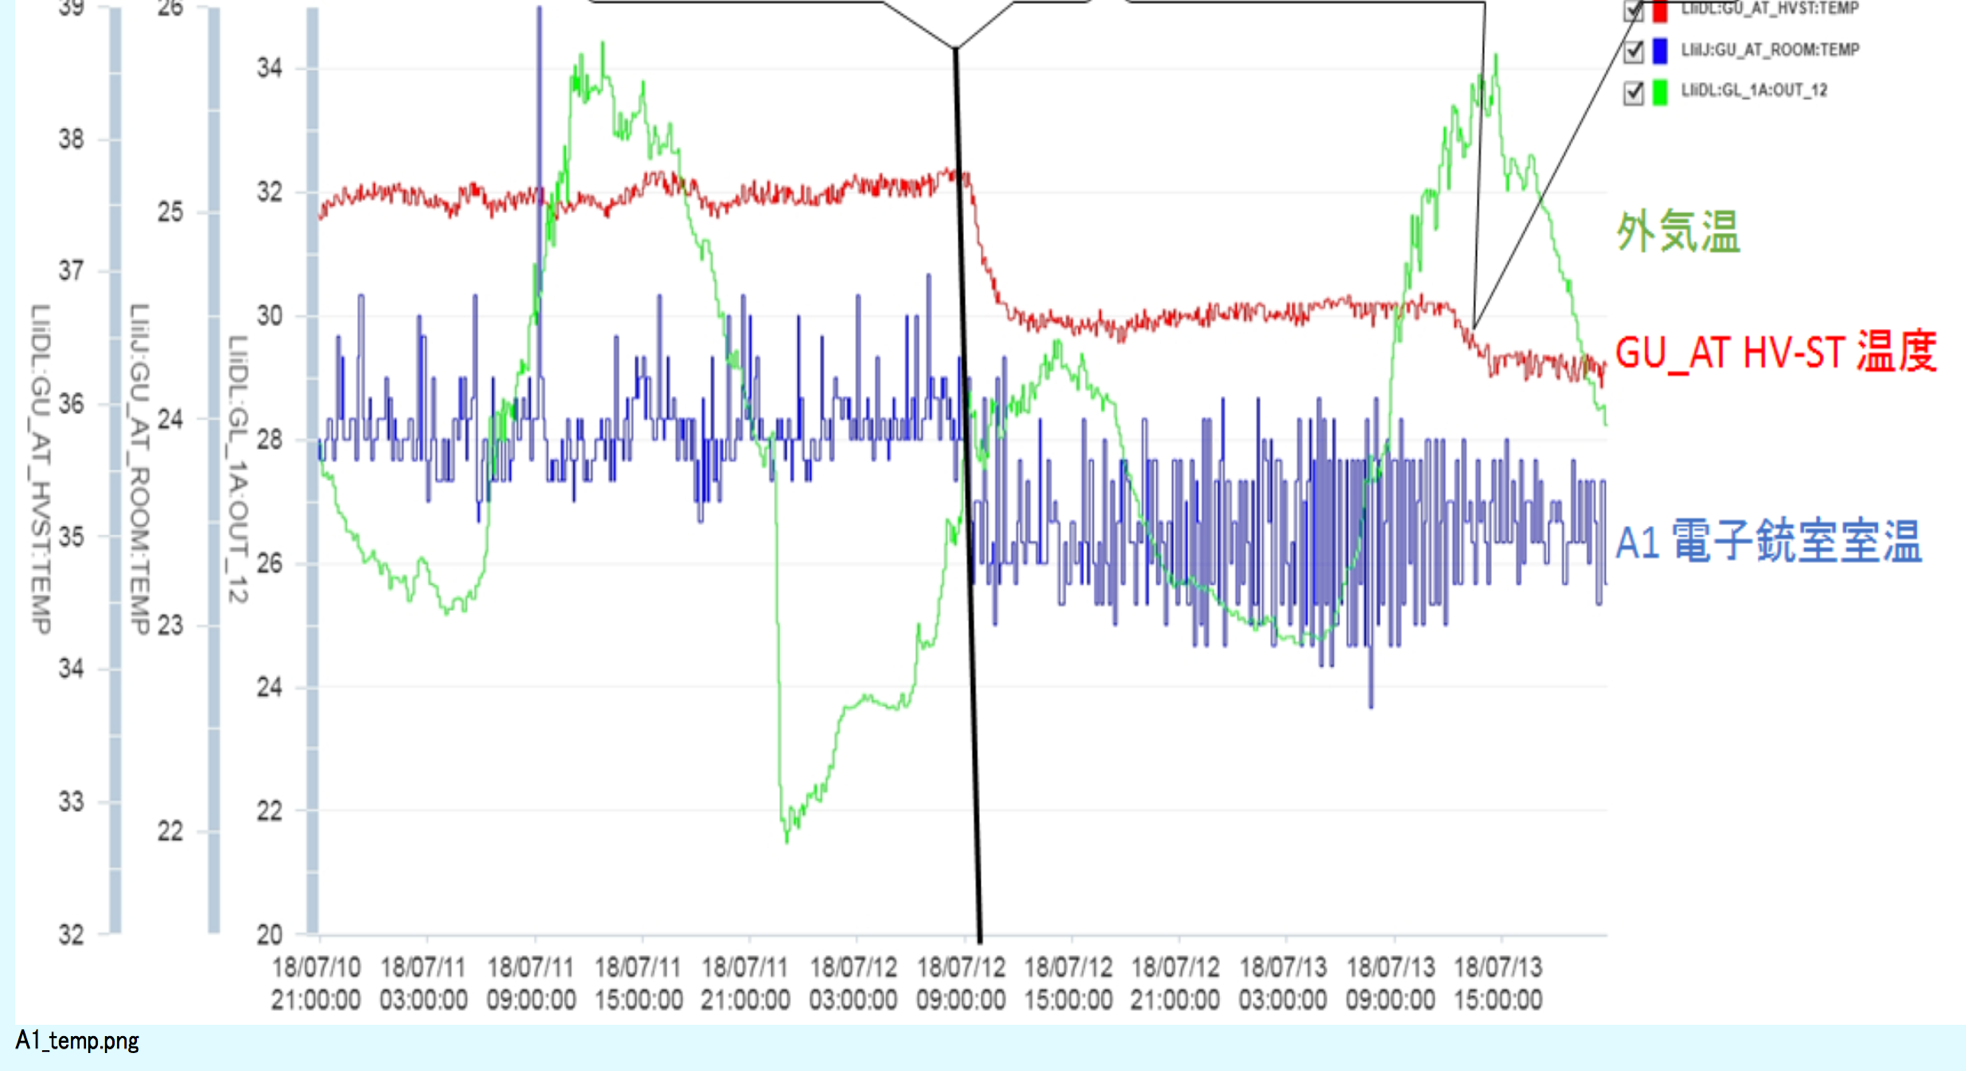 39
38
37
36
35
34
33
32
LIiDL:GU_AT_HVST:TEMP
26
25
24
23
22
LIiIJ:GU_AT_ROOM:TEMP
34
32
30
28
26
24
22
20
LIiDL:GL_1A:OUT_12
LIiDL:GU_AT_HVST:TEMP
LIiIJ:GU_AT_ROOM:TEMP
LIiDL:GL_1A:OUT_12
外気温
GU_AT HV-ST 温度
A1 電子銃室室温
18/07/10 18/07/11 18/07/11 18/07/11 18/07/11 18/07/12 18/07/12 18/07/12 18/07/12 18/07/13 18/07/13 18/07/13
21:00:00 03:00:00 09:00:00 15:00:00 21:00:00 03:00:00 09:00:00 15:00:00 21:00:00 03:00:00 09:00:00 15:00:00
A1_temp.png